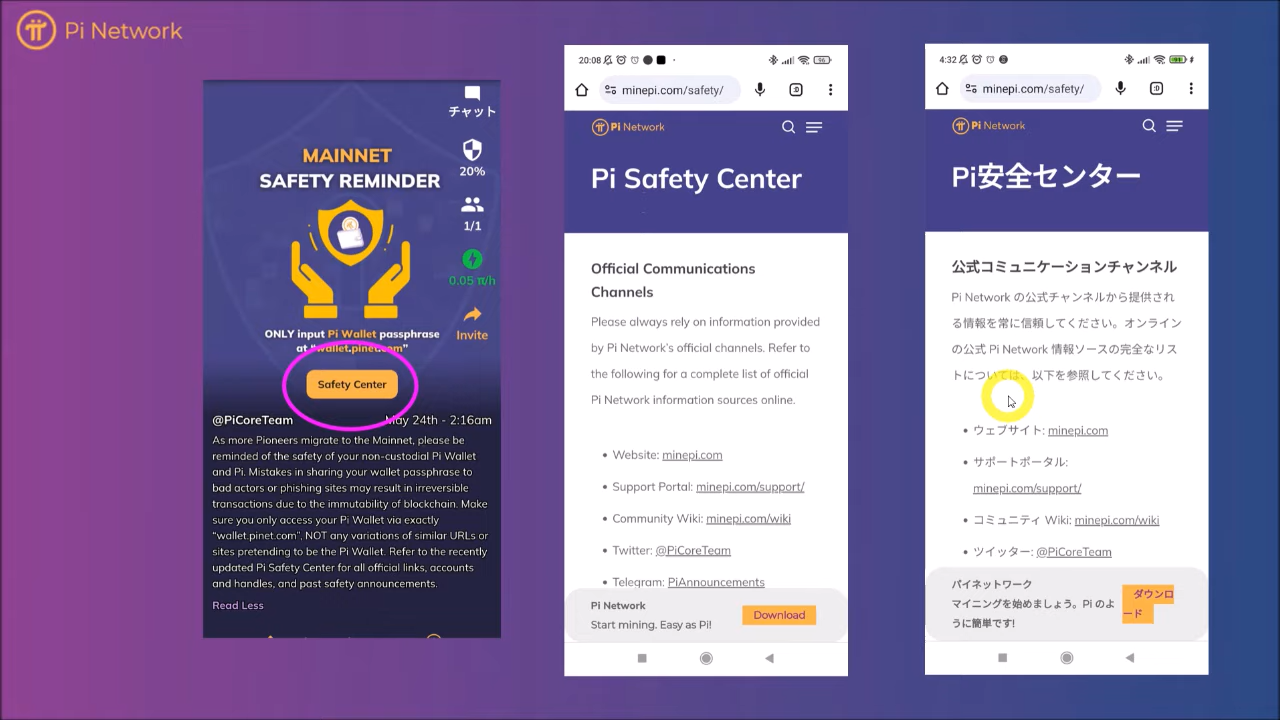 Pi Network
チャット
MAINNET
SAFETY REMINDER
20%
1/1
0.05 π/h
ONLY input Pi Wallet passphrase
at “wallet.pinet.com”
Invite
Safety Center
@PiCoreTeam May 24th - 2:16am
As more Pioneers migrate to the Mainnet, please be
reminded of the safety of your non-custodial Pi Wallet
and Pi. Mistakes in sharing your wallet passphrase to
bad actors or phishing sites may result in irreversible
transactions due to the immutability of blockchain. Make
sure you only access your Pi Wallet via exactly
“wallet.pinet.com”, NOT any variations of similar URLs or
sites pretending to be the Pi Wallet. Refer to the recently
updated Pi Safety Center for all official links, accounts
and handles, and past safety announcements.
Read Less
20:08 96
minepi.com/safety/
:D
Pi Network
Pi Safety Center
Official Communications
Channels
Please always rely on information provided
by Pi Network’s official channels. Refer to
the following for a complete list of official
Pi Network information sources online.
• Website: minepi.com
• Support Portal: minepi.com/support/
• Community Wiki: minepi.com/wiki
• Twitter: @PiCoreTeam
• Telegram: PiAnnouncements
Pi Network
Start mining. Easy as Pi!
Download
4:32
minepi.com/safety/
:D
Pi Network
Pi安全センター
公式コミュニケーションチャンネル
Pi Network の公式チャンネルから提供され
る情報を常に信頼してください。オンライン
の公式 Pi Network 情報ソースの完全なリス
トについては、以下を参照してください。
• ウェブサイト: minepi.com
• サポートポータル:
minepi.com/support/
• コミュニティ Wiki: minepi.com/wiki
• ツイッター: @PiCoreTeam
パイネットワーク
マイニングを始めましょう。Pi のよ
うに簡単です!
ダウンロ
ード